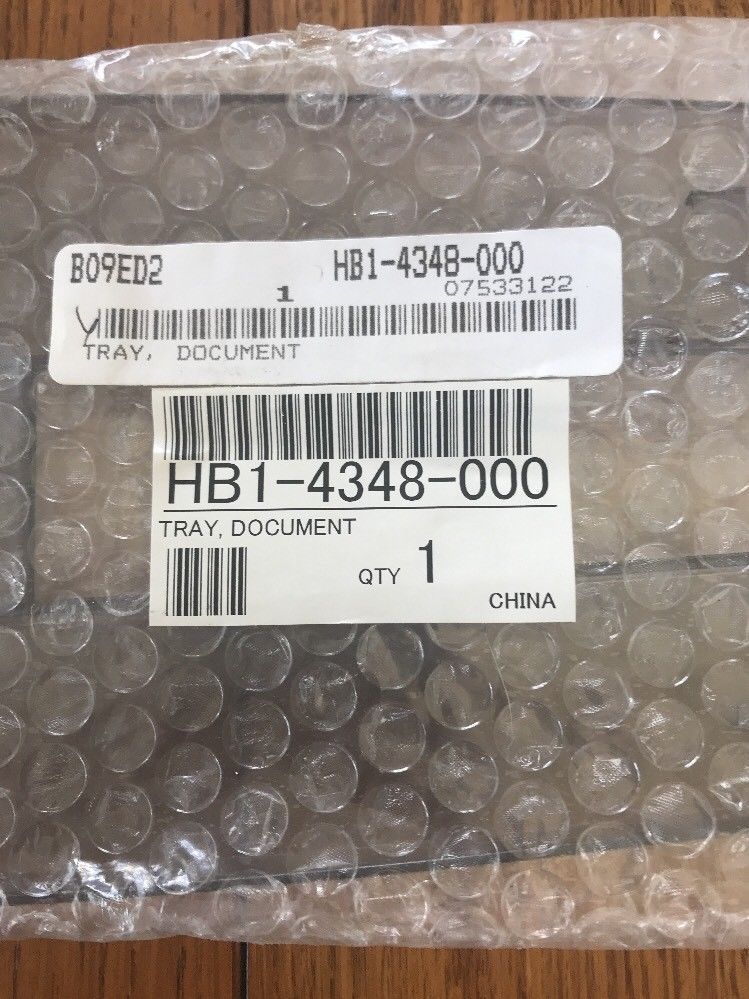 B09ED2 HB1-4348-000
1 07533122
TRAY, DOCUMENT
HB1-4348-000
TRAY, DOCUMENT
QTY 1
CHINA